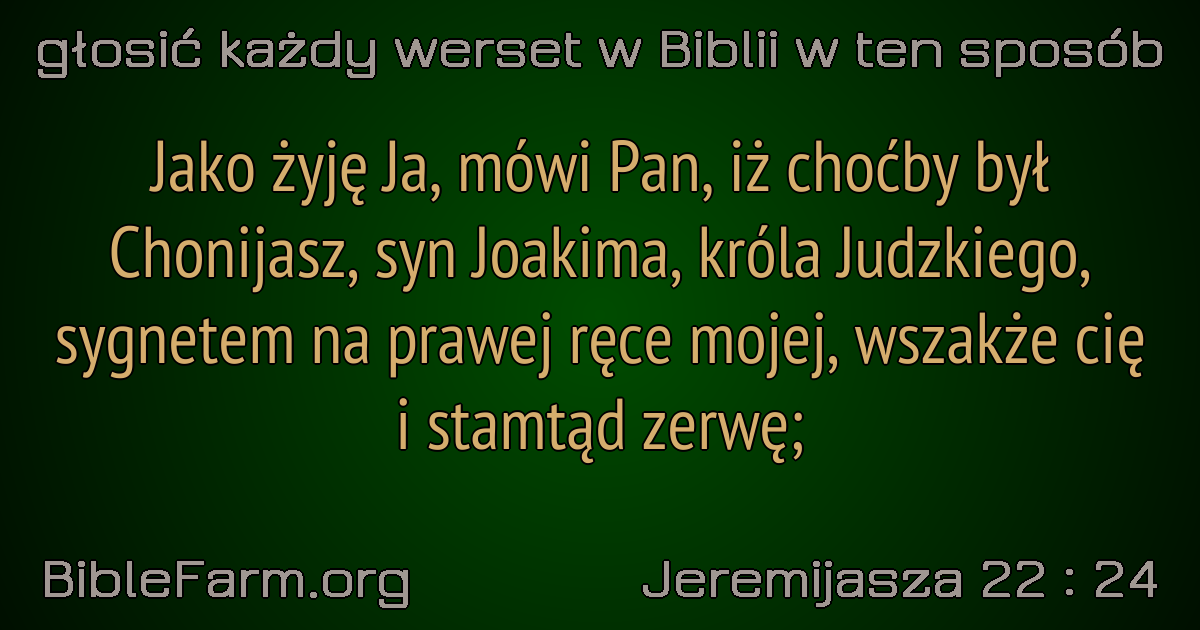 głosić każdy werset w Biblii w ten sposób
Jako żyję Ja, mówi Pan, iż choćby był
Chonijasz, syn Joakima, króla Judzkiego,
sygnetem na prawej ręce mojej, wszakże cię
i stamtąd zerwę;
BibleFarm.org
Jeremijasza 22 : 24